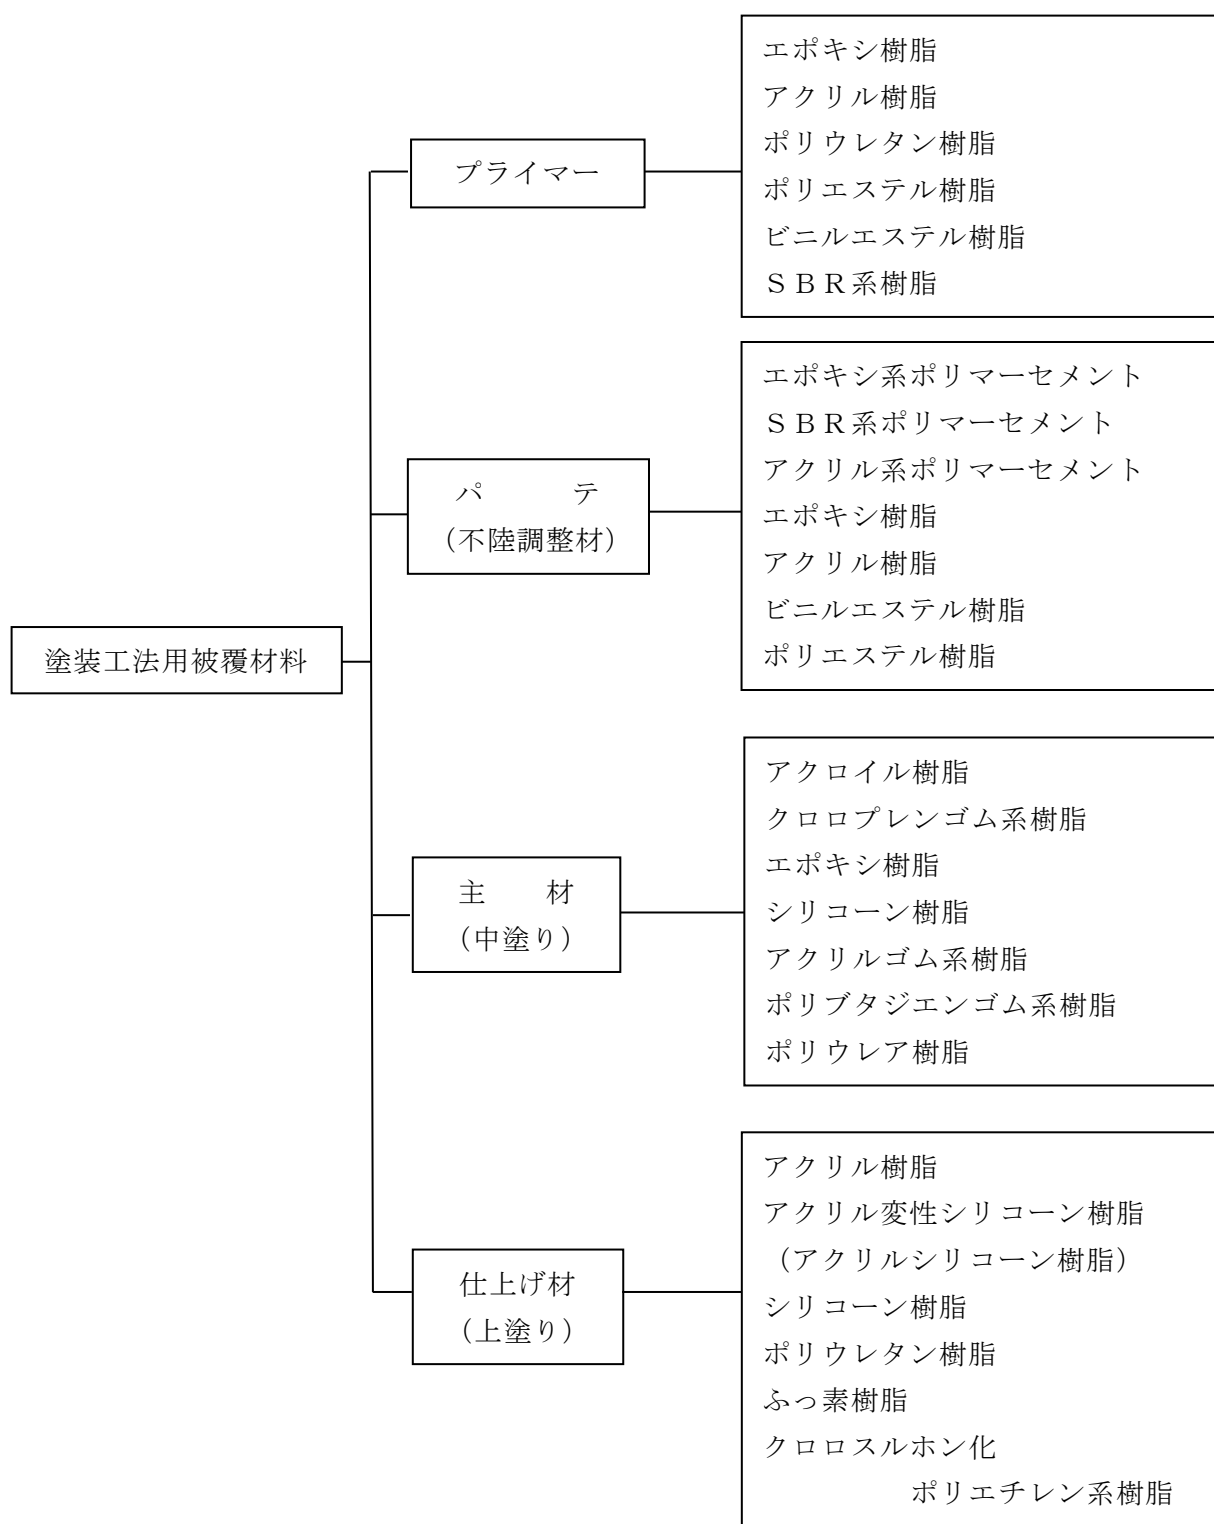 塗装工法用被覆材料
プライマー
エポキシ樹脂
アクリル樹脂
ポリウレタン樹脂
ポリエステル樹脂
ビニルエステル樹脂
ＳＢＲ系樹脂
パ　　　テ
（不陸調整材）
エポキシ系ポリマーセメント
ＳＢＲ系ポリマーセメント
アクリル系ポリマーセメント
エポキシ樹脂
アクリル樹脂
ビニルエステル樹脂
ポリエステル樹脂
主　　材
（中塗り）
アクロイル樹脂
クロロプレンゴム系樹脂
エポキシ樹脂
シリコーン樹脂
アクリルゴム系樹脂
ポリブタジエンゴム系樹脂
ポリウレア樹脂
仕上げ材
（上塗り）
アクリル樹脂
アクリル変性シリコーン樹脂
（アクリルシリコーン樹脂）
シリコーン樹脂
ポリウレタン樹脂
ふっ素樹脂
クロロスルホン化
ポリエチレン系樹脂